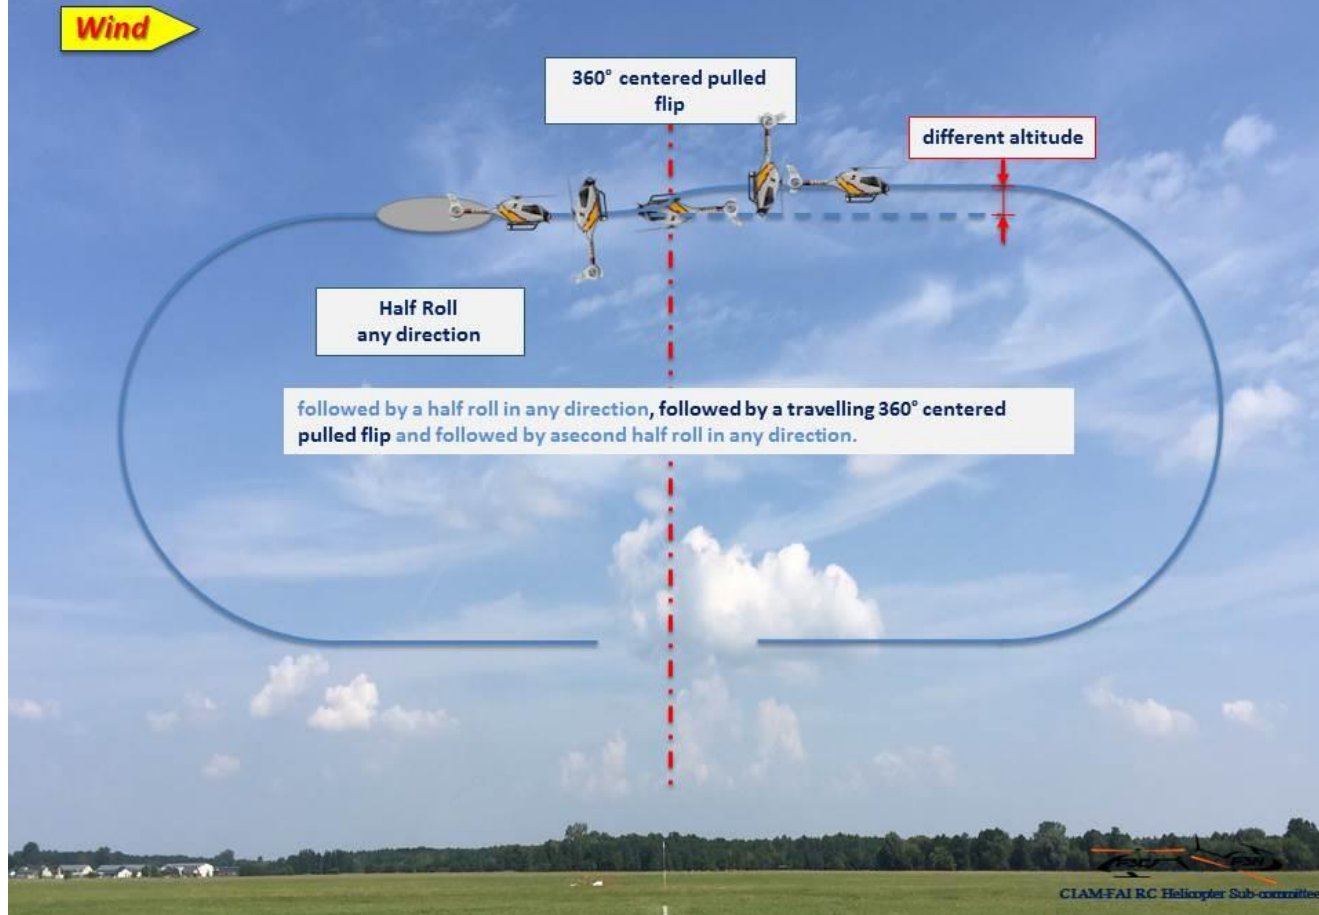 Wind
360° centered pulled
flip
different altitude
Half Roll
any direction
followed by a half roll in any direction, followed by a travelling 360° centered
pulled flip and followed by asecond half roll in any direction.
CIAM-FAI RC Helicopter Sub-committee